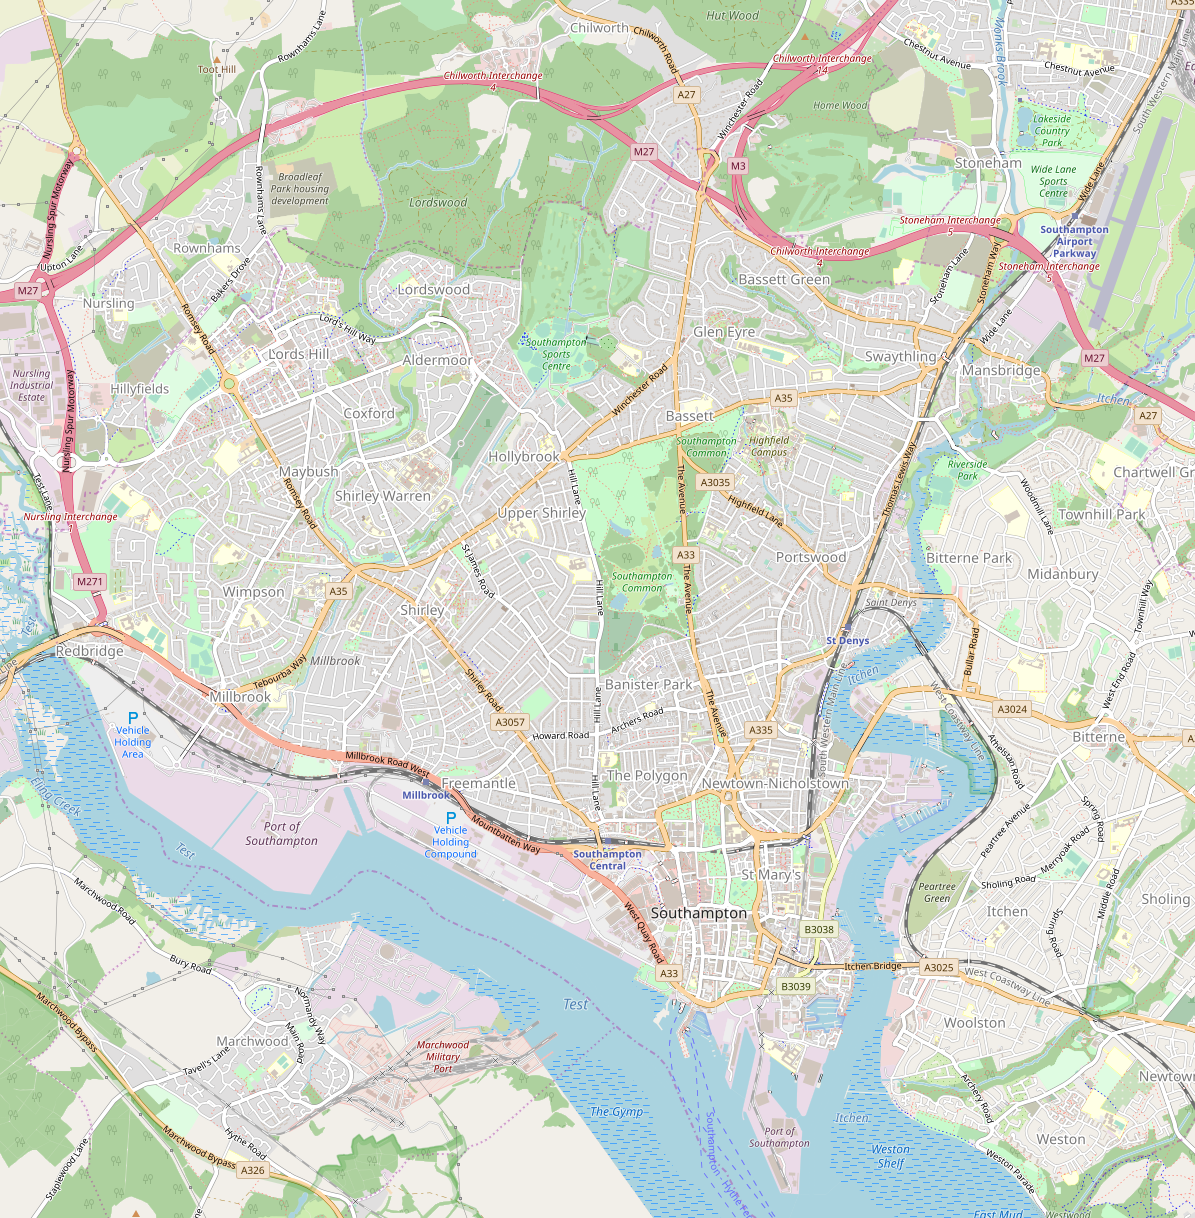 Hut Wood
A335
Chilworth
Chilworth Road
Rownhams Lane
Toot Hill
Chilworth Interchange
4
Chilworth Interchange
14
Chestnut Avenue
Chestnut Avenue
Monks Brook
South Western Main Line
A27
Winchester Road
Home Wood
Lakeside
Country
Park
M27
M3
Stoneham
Wide Lane
Sports
Centre
Wide Lane
Broadleaf
Park housing
development
Lordswood
Rownhams Lane
Nursling Spur Motorway
Upton Lane
Rownhams
Bakers Drove
Stoneham Interchange
5
Southampton
Airport
Parkway
Chilworth Interchange
4
Stoneham Interchange
5
Stoneham Lane
Stoneham Way
Wide Lane
Bassett Green
M27
Nursling
Lordswood
Romsey Road
Lord's Hill Way
Lords Hill
Aldermoor
Southampton
Sports
Centre
Glen Eyre
Swaythling
Mansbridge
M27
Nursling
Industrial
Estate
Hillyfields
Nursling Spur Motorway
Winchester Road
Coxford
Bassett
A35
Itchen
A27
Southampton
Common
Highfield
Campus
Hollybrook
Maybush
Shirley Warren
Hill Lane
The Avenue
A3035
Highfield Lane
Thomas Lewis Way
Riverside
Park
Chartwell Gr
Woodmill Lane
Townhill Park
Test Lane
Romsey Road
Upper Shirley
Nursling Interchange
St James Road
A33
Portswood
Bitterne Park
Midanbury
M271
Wimpson
A35
Southampton
Common
The Avenue
Hill Lane
Shirley
Saint Denys
St Denys
Townhill Way
Test
Redbridge
Millbrook
Tebourba Way
Millbrook
Shirley Road
Banister Park
Itchen
Bullar Road
West End Road
South Western Main Line
West Coastway Line
Hill Lane
The Avenue
Archers Road
P
Vehicle
Holding
Area
A3057
Howard Road
A335
A3024
Bitterne
Athelstan Road
Millbrook Road West
Millbrook
Freemantle
The Polygon
Hill Lane
Newtown-Nicholstown
Eling Creek
P
Vehicle
Holding
Compound
Mountbatten Way
Port of
Southampton
Test
Southampton
Central
Spring Road
Peartree Avenue
Merryoak Road
St Mary's
Sholing Road
Middle Road
Peartree
Green
Sholing
Marchwood Road
Southampton
West Quay Road
Itchen
Spring Road
B3038
Bury Road
A33
Itchen Bridge
A3025
West Coastway Line
B3039
Test
Marchwood Bypass
Normandy Way
Main Road
Marchwood
Tavell's Lane
Marchwood
Military
Port
Woolston
Newtown
Archery Road
The Gymp
Southampton - Hythe Fer
Port of
Southampton
Itchen
Weston
Shelf
Weston
Weston Parade
Hythe Road
Marchwood Bypass
A326
Staplewood Lane
East Mud
Westwood